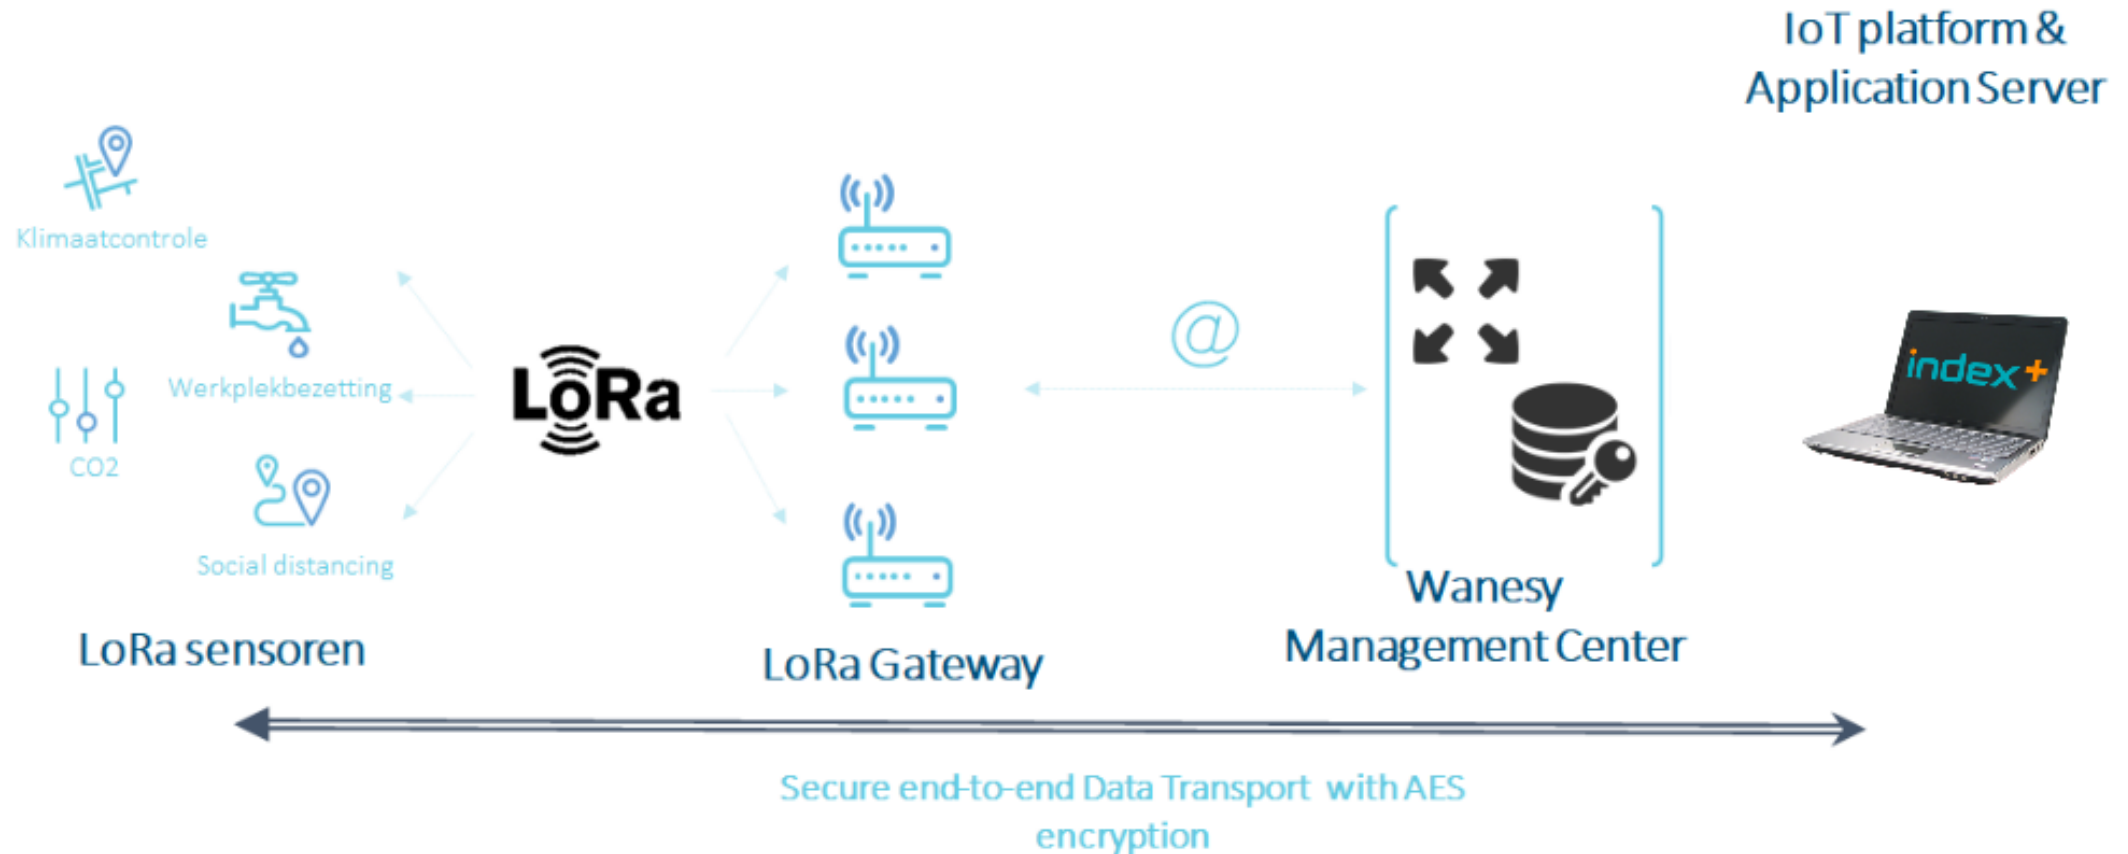 IoT platform &
Application Server
Klimaatcontrole
Werkplekbezetting
CO2
Social distancing
LoRa sensoren
LoRa
LoRa Gateway
@
Wanesy
Management Center
index+
Secure end-to-end Data Transport with AES
encryption